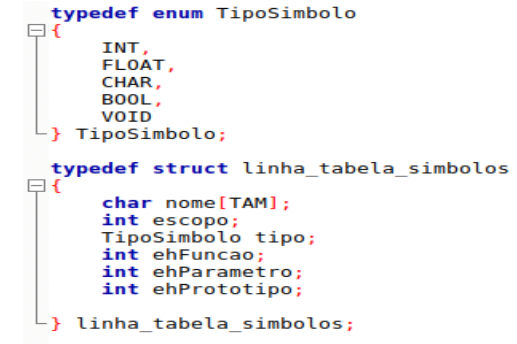 typedef enum TipoSimbolo
{
INT,
FLOAT,
CHAR,
BOOL,
VOID
} TipoSimbolo;
typedef struct linha_tabela_simbolos
{
char nome[TAM];
int escopo;
TipoSimbolo tipo;
int ehFuncao;
int ehParametro;
int ehPrototipo;
} linha_tabela_simbolos;